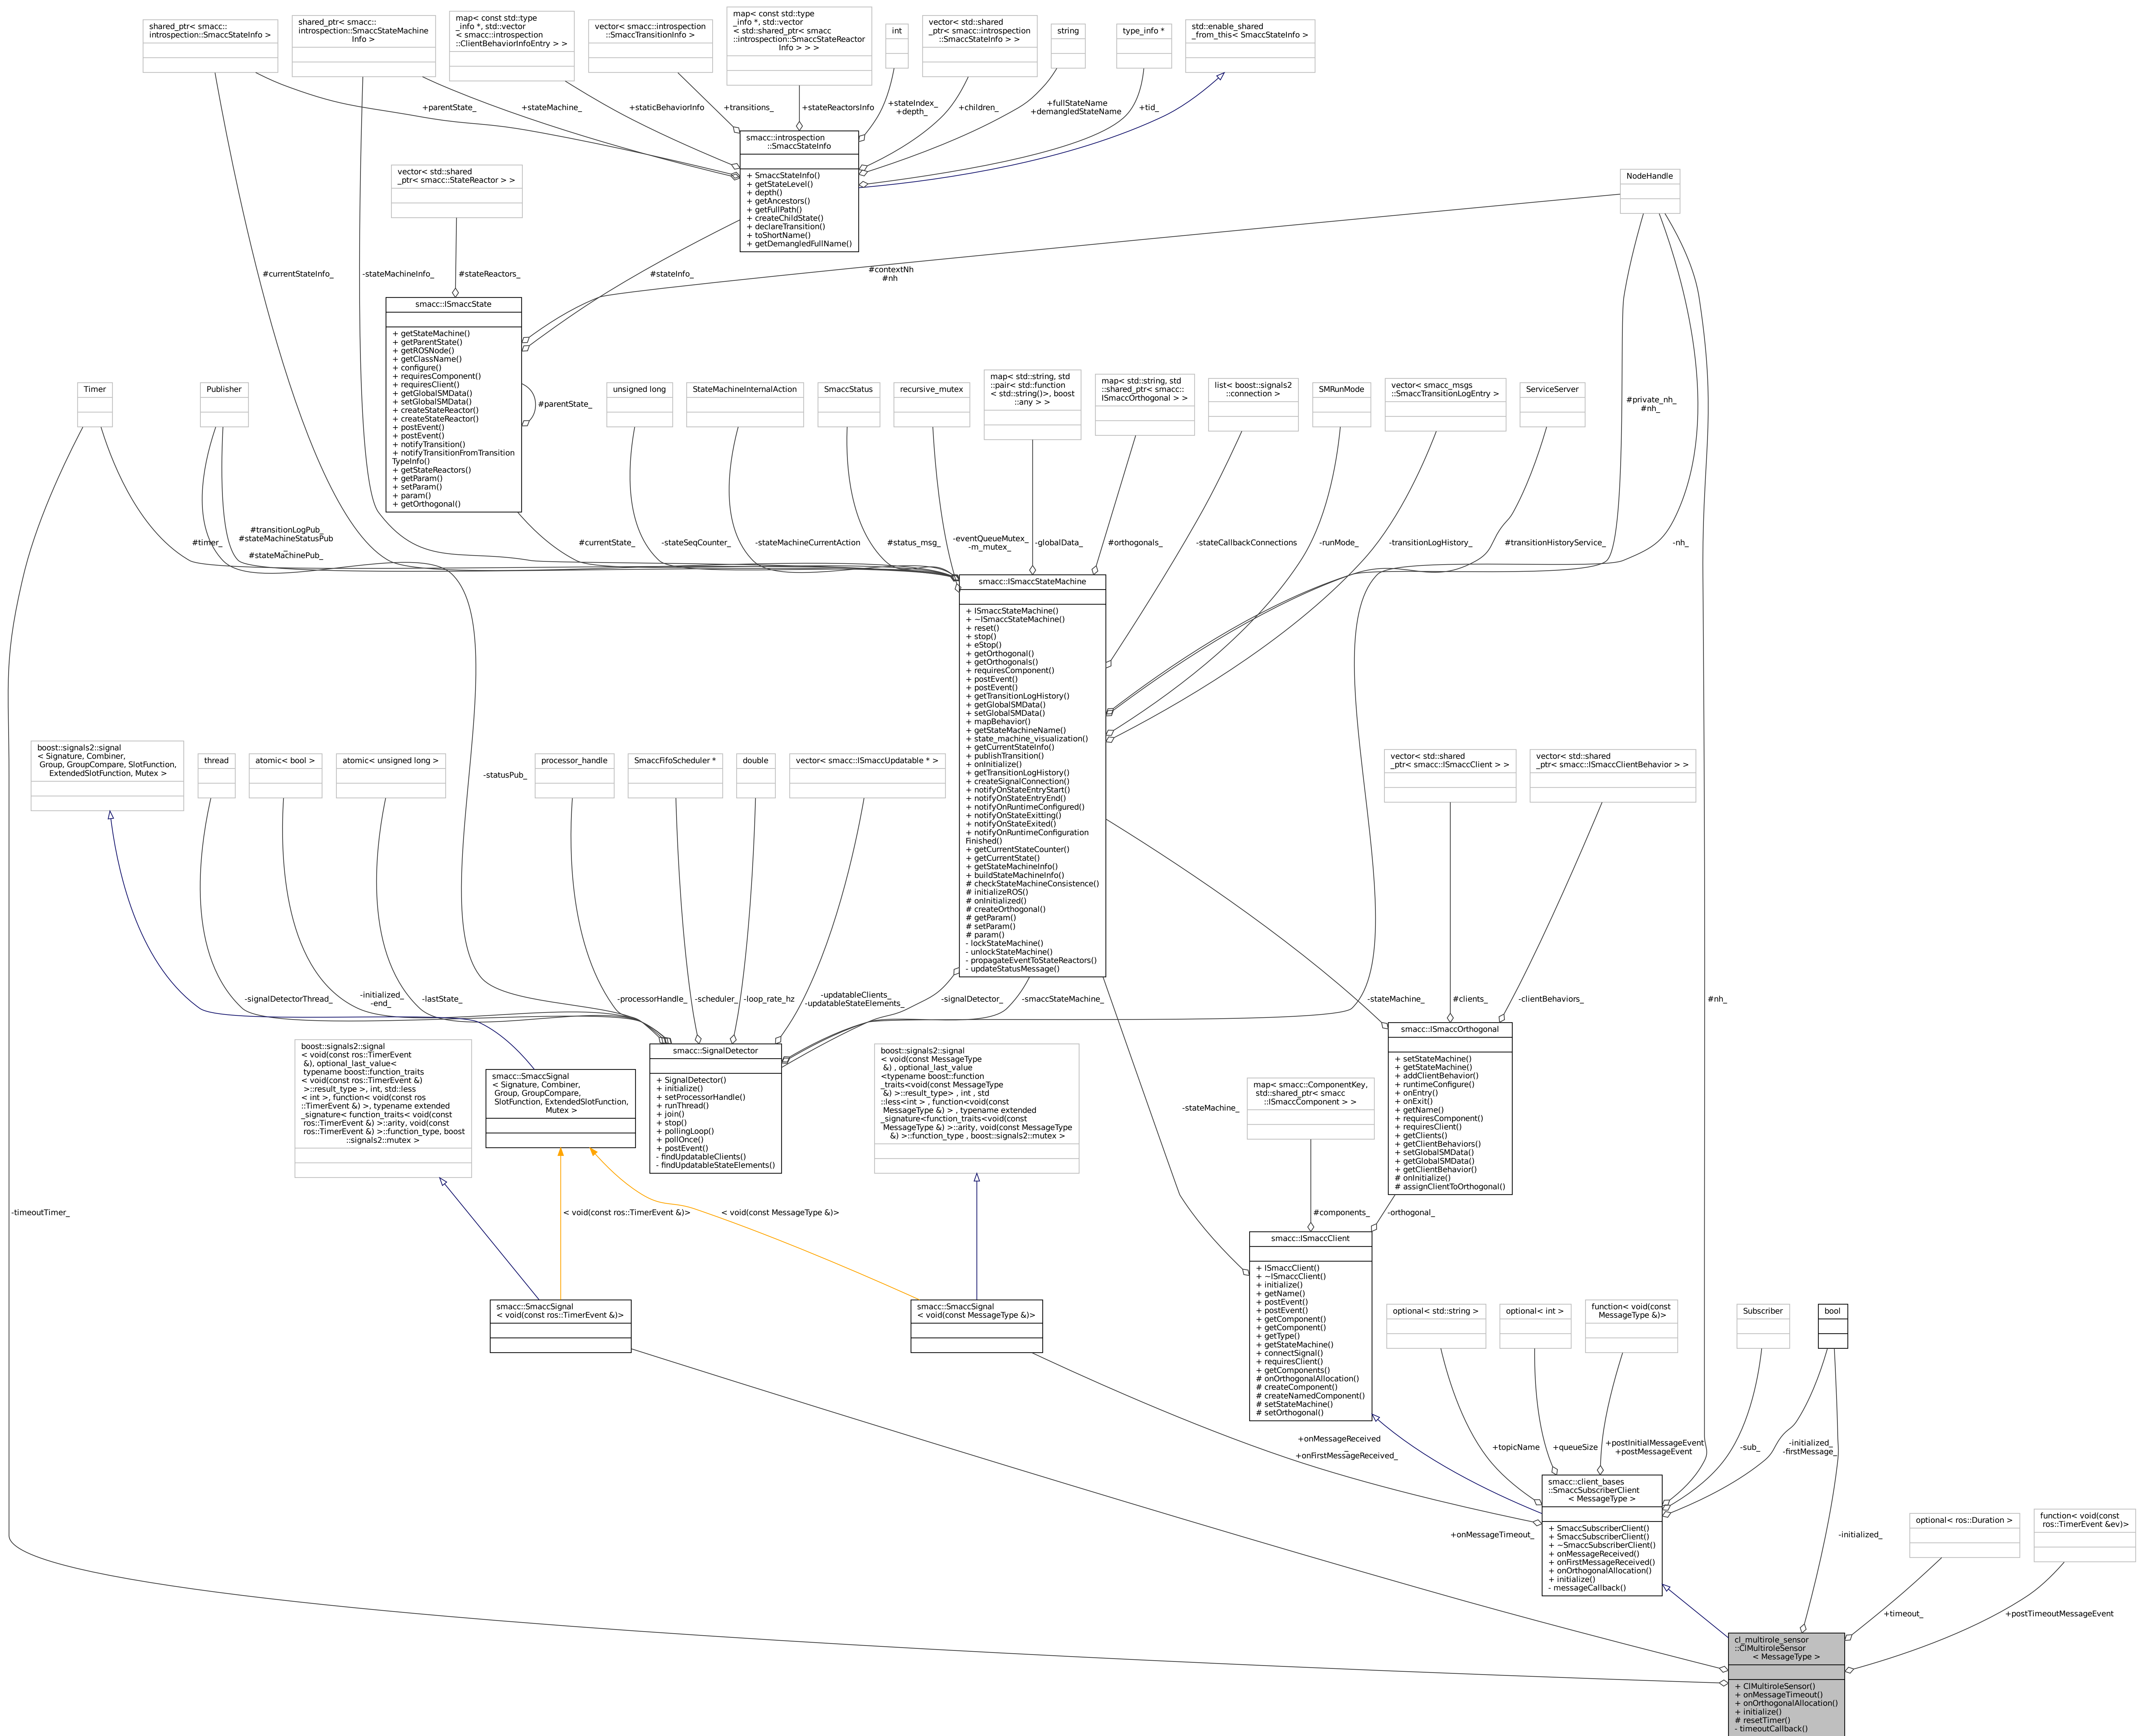 shared_ptr< smacc::
introspection::SmaccStateInfo >
shared_ptr< smacc::
introspection::SmaccStateMachine
Info >
map< const std::type
_info *, std::vector
< smacc::introspection
::ClientBehaviorInfoEntry > >
vector< smacc::introspection
::SmaccTransitionInfo >
map< const std::type
_info *, std::vector
< std::shared_ptr< smacc
::introspection::SmaccStateReactor
Info > > >
int
vector< std::shared
_ptr< smacc::introspection
::SmaccStateInfo > >
string
type_info *
std::enable_shared
_from_this< SmaccStateInfo >
+parentState_
+stateMachine_
+staticBehaviorInfo
+transitions_
+stateReactorsInfo
+stateIndex_
+depth_
+children_
+fullStateName
+demangledStateName
+tid_
smacc::introspection
::SmaccStateInfo
+ SmaccStateInfo()
+ getStateLevel()
+ depth()
+ getAncestors()
+ getFullPath()
+ createChildState()
+ declareTransition()
+ toShortName()
+ getDemangledFullName()
vector< std::shared
_ptr< smacc::StateReactor > >
NodeHandle
#currentStateInfo_
-stateMachineInfo_
#stateReactors_
#stateInfo_
#contextNh
#nh
smacc::ISmaccState
+ getStateMachine()
+ getParentState()
+ getROSNode()
+ getClassName()
+ configure()
+ requiresComponent()
+ requiresClient()
+ getGlobalSMData()
+ setGlobalSMData()
+ createStateReactor()
+ createStateReactor()
+ postEvent()
+ postEvent()
+ notifyTransition()
+ notifyTransitionFromTransition
TypeInfo()
+ getStateReactors()
+ getParam()
+ setParam()
+ param()
+ getOrthogonal()
#parentState_
Timer
Publisher
unsigned long
StateMachineInternalAction
SmaccStatus
recursive_mutex
map< std::string, std
::pair< std::function
< std::string()>, boost
::any > >
map< std::string, std
::shared_ptr< smacc::
ISmaccOrthogonal > >
list< boost::signals2
::connection >
SMRunMode
vector< smacc_msgs
::SmaccTransitionLogEntry >
ServiceServer
#private_nh_
#nh_
#timer_
#transitionLogPub_
#stateMachineStatusPub
_
#stateMachinePub_
#currentState_
-stateSeqCounter_
-stateMachineCurrentAction
#status_msg_
-eventQueueMutex_
-m_mutex_
-globalData_
#orthogonals_
-stateCallbackConnections
-runMode_
-transitionLogHistory_
#transitionHistoryService_
-nh_
smacc::ISmaccStateMachine
+ ISmaccStateMachine()
+ ~ISmaccStateMachine()
+ reset()
+ stop()
+ eStop()
+ getOrthogonal()
+ getOrthogonals()
+ requiresComponent()
+ postEvent()
+ postEvent()
+ getTransitionLogHistory()
+ getGlobalSMData()
+ setGlobalSMData()
+ mapBehavior()
+ getStateMachineName()
+ state_machine_visualization()
+ getCurrentStateInfo()
+ publishTransition()
+ onInitialize()
+ getTransitionLogHistory()
+ createSignalConnection()
+ notifyOnStateEntryStart()
+ notifyOnStateEntryEnd()
+ notifyOnRuntimeConfigured()
+ notifyOnStateExitting()
+ notifyOnStateExited()
+ notifyOnRuntimeConfiguration
Finished()
+ getCurrentStateCounter()
+ getCurrentState()
+ getStateMachineInfo()
+ buildStateMachineInfo()
# checkStateMachineConsistence()
# initializeROS()
# onInitialized()
# createOrthogonal()
# getParam()
# setParam()
# param()
- lockStateMachine()
- unlockStateMachine()
- propagateEventToStateReactors()
- updateStatusMessage()
boost::signals2::signal
< Signature, Combiner,
Group, GroupCompare, SlotFunction,
ExtendedSlotFunction, Mutex >
thread
atomic< bool >
atomic< unsigned long >
-statusPub_
processor_handle
SmaccFifoScheduler *
double
vector< smacc::ISmaccUpdatable * >
vector< std::shared
_ptr< smacc::ISmaccClient > >
vector< std::shared
_ptr< smacc::ISmaccClientBehavior > >
-signalDetectorThread_
-initialized_
-end_
-lastState_
-processorHandle_
-scheduler_
-loop_rate_hz
-updatableClients_
-updatableStateElements_
-signalDetector_
-smaccStateMachine_
-stateMachine_
#clients_
-clientBehaviors_
#nh_
boost::signals2::signal
< void(const ros::TimerEvent
&), optional_last_value<
typename boost::function_traits
< void(const ros::TimerEvent &)
>::result_type >, int, std::less
< int >, function< void(const ros
::TimerEvent &) >, typename extended
_signature< function_traits< void(const
ros::TimerEvent &) >::arity, void(const
ros::TimerEvent &) >::function_type, boost
::signals2::mutex >
smacc::SmaccSignal
< Signature, Combiner,
Group, GroupCompare,
SlotFunction, ExtendedSlotFunction,
Mutex >
smacc::SignalDetector
+ SignalDetector()
+ initialize()
+ setProcessorHandle()
+ runThread()
+ join()
+ stop()
+ pollingLoop()
+ pollOnce()
+ postEvent()
- findUpdatableClients()
- findUpdatableStateElements()
boost::signals2::signal
< void(const MessageType
&) , optional_last_value
<typename boost::function
_traits<void(const MessageType
&) >::result_type> , int , std
::less<int > , function<void(const
MessageType &) > , typename extended
_signature<function_traits<void(const
MessageType &) >::arity, void(const MessageType
&) >::function_type , boost::signals2::mutex >
-stateMachine_
map< smacc::ComponentKey,
std::shared_ptr< smacc
::ISmaccComponent > >
smacc::ISmaccOrthogonal
+ setStateMachine()
+ getStateMachine()
+ addClientBehavior()
+ runtimeConfigure()
+ onEntry()
+ onExit()
+ getName()
+ requiresComponent()
+ requiresClient()
+ getClients()
+ getClientBehaviors()
+ setGlobalSMData()
+ getGlobalSMData()
+ getClientBehavior()
# onInitialize()
# assignClientToOrthogonal()
-timeoutTimer_
< void(const ros::TimerEvent &)>
< void(const MessageType &)>
#components_
-orthogonal_
smacc::ISmaccClient
+ ISmaccClient()
+ ~ISmaccClient()
+ initialize()
+ getName()
+ postEvent()
+ postEvent()
+ getComponent()
+ getComponent()
+ getType()
+ getStateMachine()
+ connectSignal()
+ requiresClient()
+ getComponents()
# onOrthogonalAllocation()
# createComponent()
# createNamedComponent()
# setStateMachine()
# setOrthogonal()
smacc::SmaccSignal
< void(const ros::TimerEvent &)>
smacc::SmaccSignal
< void(const MessageType &)>
optional< std::string >
optional< int >
function< void(const
MessageType &)>
Subscriber
bool
+onMessageReceived
_
+onFirstMessageReceived_
+topicName
+queueSize
+postInitialMessageEvent
+postMessageEvent
-sub_
-initialized_
-firstMessage_
smacc::client_bases
::SmaccSubscriberClient
< MessageType >
+ SmaccSubscriberClient()
+ SmaccSubscriberClient()
+ ~SmaccSubscriberClient()
+ onMessageReceived()
+ onFirstMessageReceived()
+ onOrthogonalAllocation()
+ initialize()
- messageCallback()
+onMessageTimeout_
-initialized_
optional< ros::Duration >
function< void(const
ros::TimerEvent &ev)>
+timeout_
+postTimeoutMessageEvent
cl_multirole_sensor
::ClMultiroleSensor
< MessageType >
+ ClMultiroleSensor()
+ onMessageTimeout()
+ onOrthogonalAllocation()
+ initialize()
# resetTimer()
- timeoutCallback()